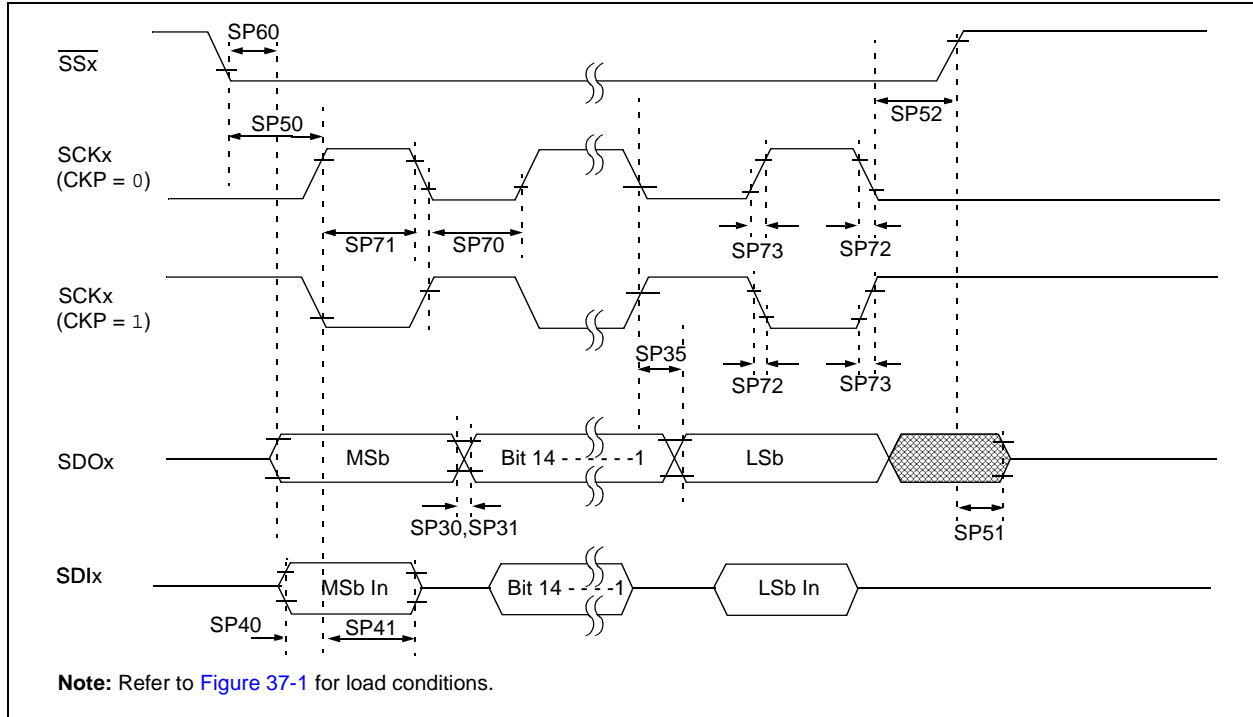 SP60
SSx
SP50
SP52
SCKx
(CKP = 0)
SP71
SP70
SP73
SP72
SCKx
(CKP = 1)
SP35
SP72
SP73
SDOx
MSb
Bit 14 - - - - - -1
LSb
SP30,SP31
SP51
SDIx
MSb In
Bit 14 - - - -1
LSb In
SP40
SP41
Note: Refer to Figure 37-1 for load conditions.